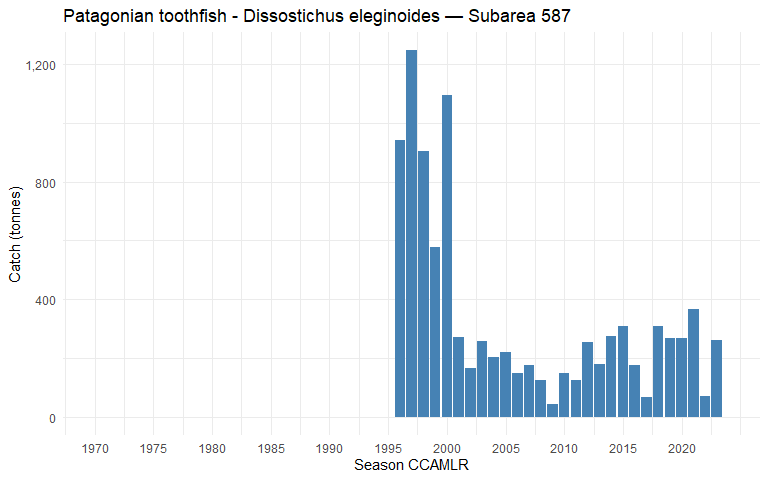 Patagonian toothfish - Dissostichus eleginoides — Subarea 587
Catch (tonnes)
1,200
800
400
0
1970 1975 1980 1985 1990 1995 2000 2005 2010 2015 2020
Season CCAMLR